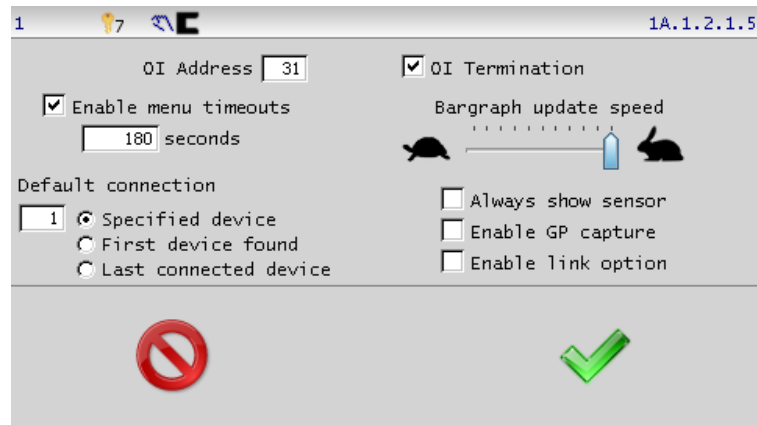 1 7 1A.1.2.1.5
OI Address 31
OI Termination
Enable menu timeouts
180 seconds
Bargraph update speed
Default connection
1
Specified device
First device found
Last connected device
Always show sensor
Enable GP capture
Enable link option